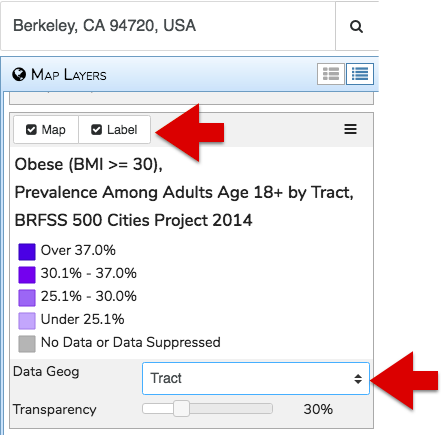 Berkeley, CA 94720, USA
Map Layers
Map Label
Obese (BMI >= 30),
Prevalence Among Adults Age 18+ by Tract,
BRFSS 500 Cities Project 2014
Over 37.0%
30.1% - 37.0%
25.1% - 30.0%
Under 25.1%
No Data or Data Suppressed
Data Geog Tract
Transparency 30%